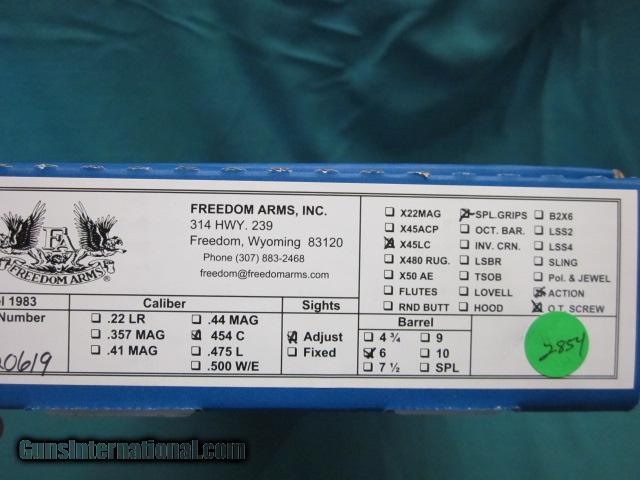 FREEDOM ARMS, INC.
314 HWY. 239
Freedom, Wyoming 83120
Phone (307) 883-2468
freedom@freedomarms.com
FA
FREEDOM ARMS®
X22MAG
X45ACP
X45LC
X480 RUG.
X50 AE
FLUTES
RND BUTT
SPL.GRIPS
OCT. BAR.
INV. CRN.
LSBR
TSOB
LOVELL
HOOD
B2X6
LSS2
LSS4
SLING
Pol. & JEWEL
ACTION
O.T. SCREW
1983
Number
0619
Caliber
.22 LR
.357 MAG
.41 MAG
.44 MAG
454 C
.475 L
.500 W/E
Sights
Adjust
Fixed
Barrel
4 ¾
6
7 ½
9
10
SPL
2854
GunsInternational.com